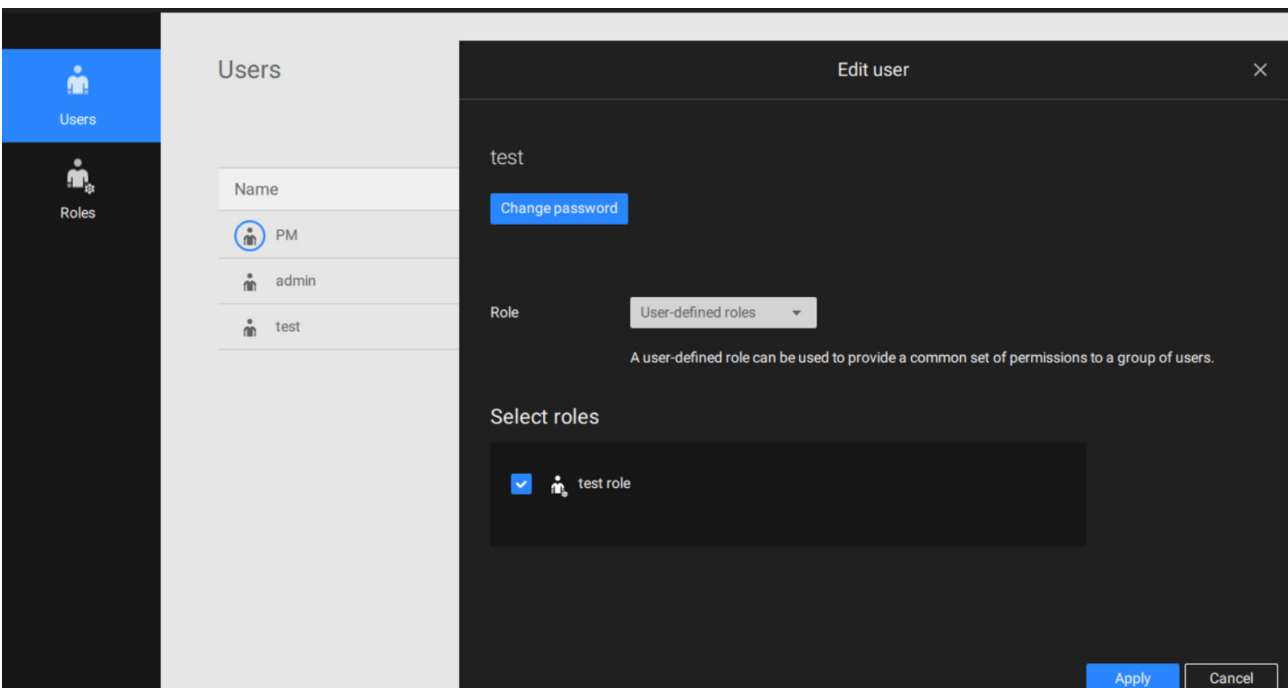 Users
Roles
Users
Name
PM
admin
test
Edit user
test
Change password
Role
User-defined roles
A user-defined role can be used to provide a common set of permissions to a group of users.
Select roles
test role
Apply
Cancel